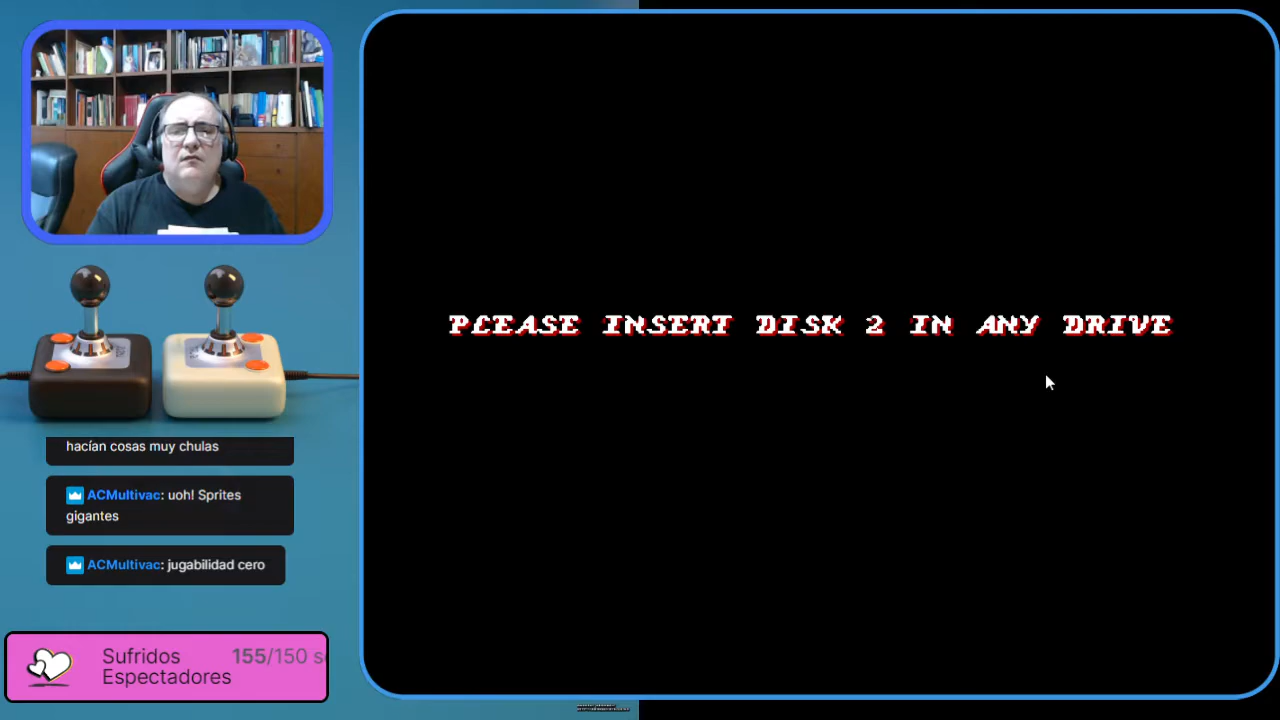 PLEASE INSERT DISK 2 IN ANY DRIVE
hacían cosas muy chulas
ACMultivac: uoh! Sprites
gigantes
ACMultivac: jugabilidad cero
Sufridos 155/150 s
Espectadores